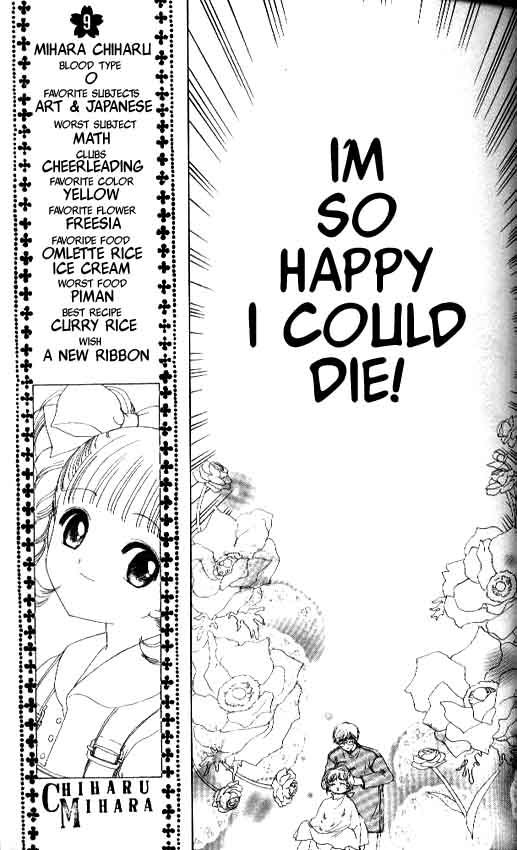 9
MIHARA CHIHARU
BLOOD TYPE
O
FAVORITE SUBJECTS
ART & JAPANESE
WORST SUBJECT
MATH
CLUBS
CHEERLEADING
FAVORITE COLOR
YELLOW
FAVORITE FLOWER
FREESIA
FAVORIDE FOOD
OMLETTE RICE
ICE CREAM
WORST FOOD
PIMAN
BEST RECIPE
CURRY RICE
WISH
A NEW RIBBON
CHIHARU
MIHARA
I'M
SO
HAPPY
I COULD
DIE!